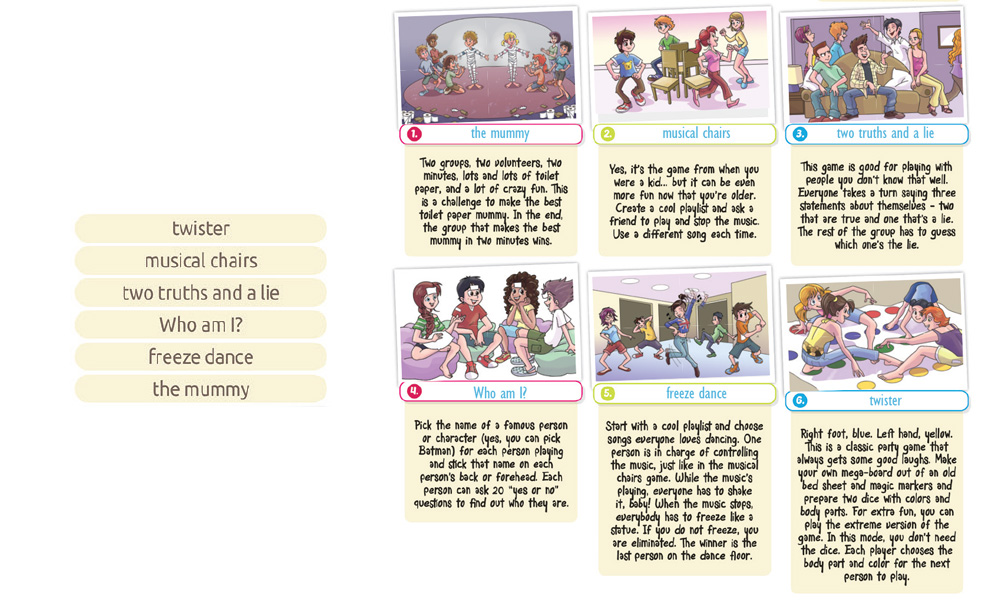 twister
musical chairs
two truths and a lie
Who am I?
freeze dance
the mummy
1. the mummy
Two groups, two volunteers, two
minutes, lots and lots of toilet
paper, and a lot of crazy fun. This
is a challenge to make the best
toilet paper mummy. In the end,
the group that makes the best
mummy in two minutes wins.
2. musical chairs
Yes, it's the game from when you
were a kid... but it can be even
more fun now that you're older.
Create a cool playlist and ask a
friend to play and stop the music.
Use a different song each time.
3. two truths and a lie
This game is good for playing with
people you don't know that well.
Everyone takes a turn saying three
statements about themselves – two
that are true and one that's a lie.
The rest of the group has to guess
which one's the lie.
4. Who am I?
Pick the name of a famous person
or character (yes, you can pick
Batman) for each person playing
and stick that name on each
person's back or forehead. Each
person can ask 20 "yes or no"
questions to find out who they are.
5. freeze dance
Start with a cool playlist and choose
songs everyone loves dancing. One
person is in charge of controlling
the music, just like in the musical
chairs game. While the music's
playing, everyone has to shake
it, baby! When the music stops,
everybody has to freeze like a
statue. If you do not freeze, you
are eliminated. The winner is the
last person on the dance floor.
6. twister
Right foot, blue. Left hand, yellow.
This is a classic party game that
always gets some good laughs. Make
your own mega-board out of an old
bed sheet and magic markers and
prepare two dice with colors and
body parts. For extra fun, you can
play the extreme version of the
game. In this mode, you don't need
the dice. Each player chooses the
body part and color for the next
person to play.